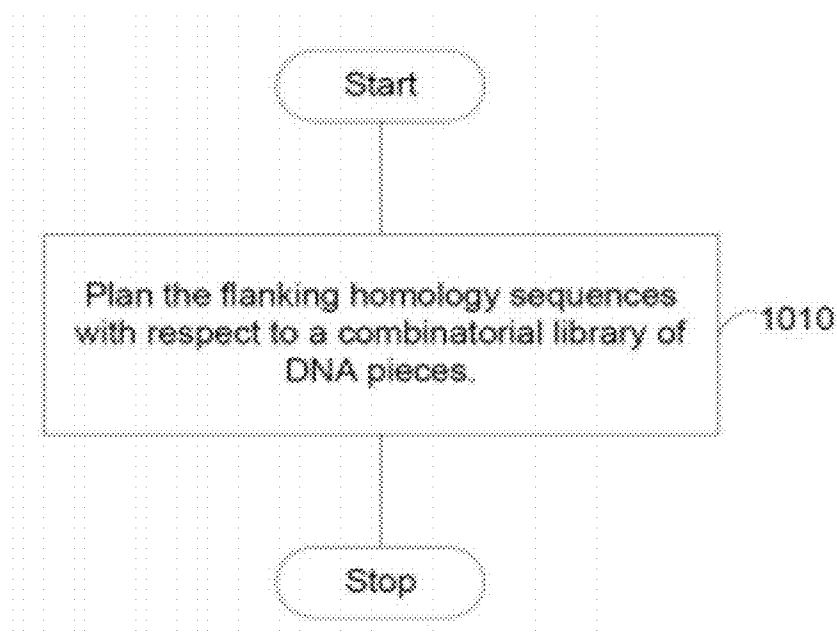 Start
Plan the flanking homology sequences
with respect to a combinatorial library of
DNA pieces.
1010
Stop